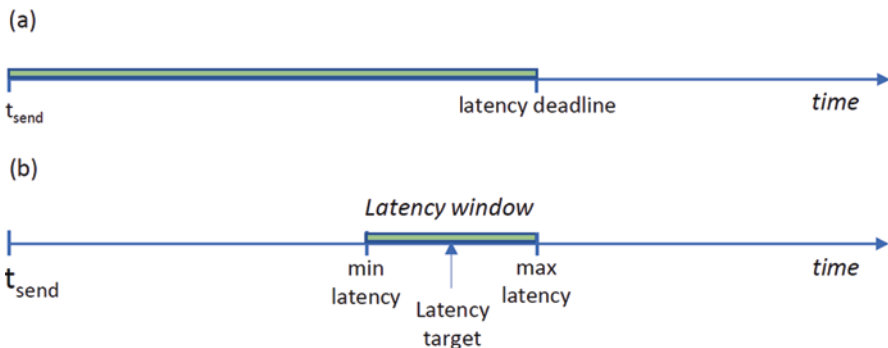 (a)
t_send
latency deadline
time
(b)
Latency window
t_send
min
latency
Latency
target
max
latency
time